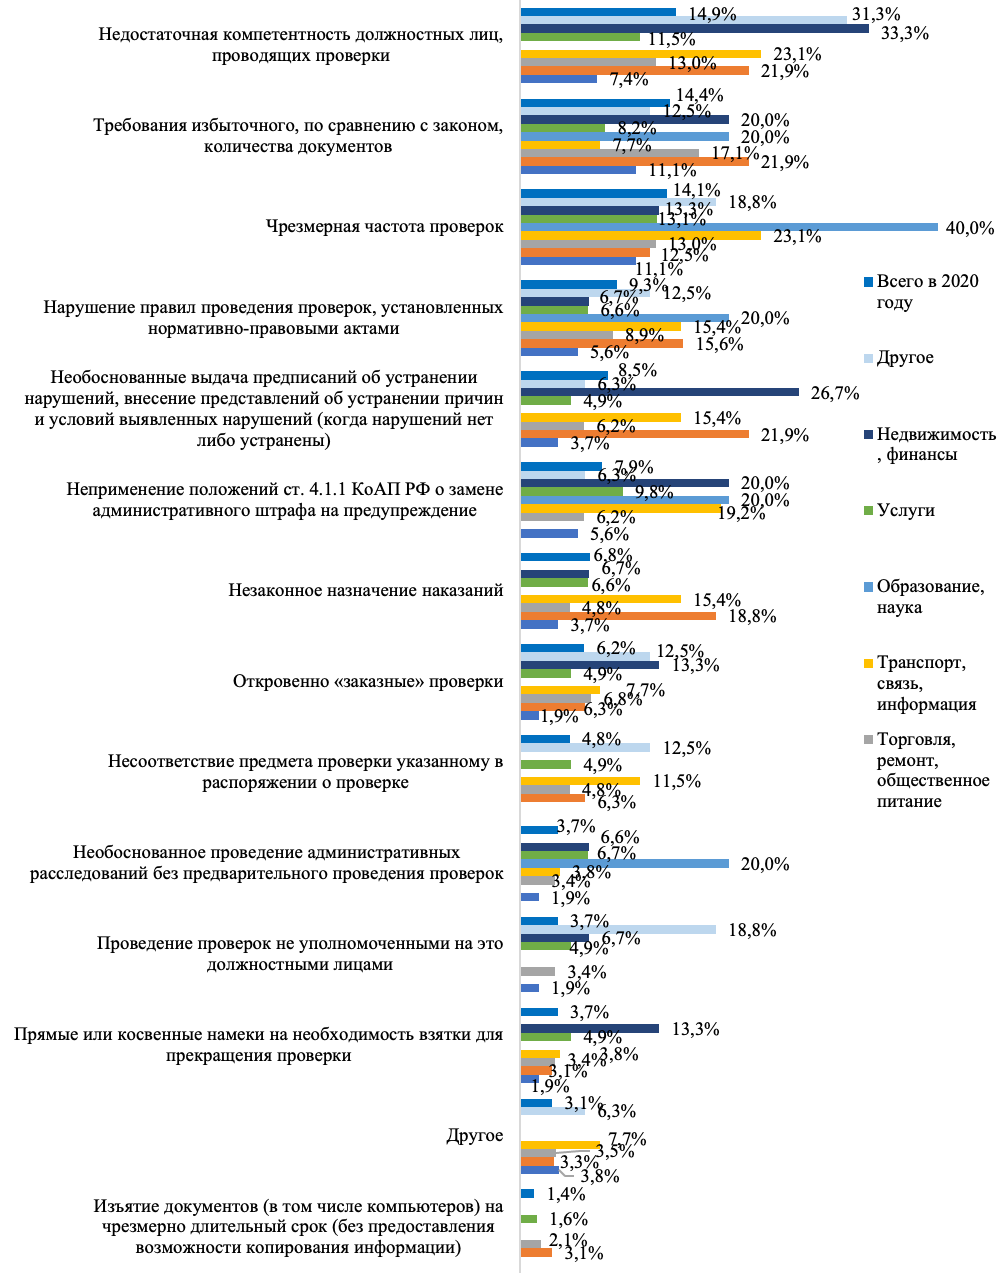 14,9%
31,3%
33,3%
11,5%
Недостаточная компетентность должностных лиц,
проводящих проверки
23,1%
13,0%
21,9%
7,4%
14,4%
12,5%
20,0%
8,2%
Требования избыточного, по сравнению с законом,
количества документов
20,0%
7,7%
17,1%
21,9%
11,1%
14,1%
18,8%
13,3%
13,1%
Чрезмерная частота проверок
40,0%
23,1%
13,0%
12,5%
11,1%
9,3%
12,5%
6,7%
6,6%
Нарушение правил проведения проверок, установленных
нормативно-правовыми актами
20,0%
15,4%
8,9%
15,6%
5,6%
8,5%
6,3%
26,7%
4,9%
Необоснованные выдача предписаний об устранении
нарушений, внесение представлений об устранении причин
и условий выявленных нарушений (когда нарушений нет
либо устранены)
15,4%
6,2%
21,9%
3,7%
7,9%
6,3%
20,0%
9,8%
Неприменение положений ст. 4.1.1 КоАП РФ о замене
административного штрафа на предупреждение
20,0%
19,2%
6,2%
5,6%
6,8%
6,7%
6,6%
Незаконное назначение наказаний
15,4%
4,8%
18,8%
3,7%
6,2%
12,5%
13,3%
4,9%
Откровенно «заказные» проверки
7,7%
6,8%
6,3%
1,9%
4,8%
12,5%
4,9%
Несоответствие предмета проверки указанному в
распоряжении о проверке
11,5%
4,8%
6,3%
3,7%
6,6%
6,7%
Необоснованное проведение административных
расследований без предварительного проведения проверок
20,0%
3,8%
3,4%
1,9%
3,7%
18,8%
6,7%
4,9%
Проведение проверок не уполномоченными на это
должностными лицами
3,4%
1,9%
3,7%
13,3%
4,9%
Прямые или косвенные намеки на необходимость взятки для
прекращения проверки
3,8%
3,4%
3,1%
1,9%
3,1%
6,3%
Другое
7,7%
3,5%
3,3%
3,8%
1,4%
1,6%
Изъятие документов (в том числе компьютеров) на
чрезмерно длительный срок (без предоставления
возможности копирования информации)
2,1%
3,1%
Всего в 2020
году
Другое
Недвижимость
, финансы
Услуги
Образование,
наука
Транспорт,
связь,
информация
Торговля,
ремонт,
общественное
питание